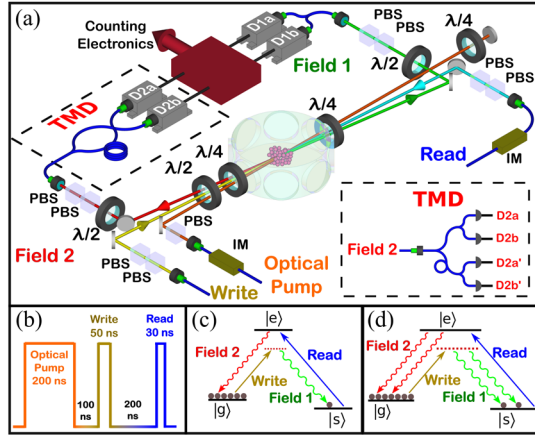 (a)
Counting
Electronics
D1a
D1b
Field 1
PBS
PBS
λ/2
λ/4
PBS
PBS
Read
IM
TMD
D2a
D2b
λ/4
λ/4
λ/2
PBS
PBS
λ/2
Field 2
PBS
IM
Optical
Pump
PBS
PBS
Write
TMD
Field 2
D2a
D2b
D2a'
D2b'
(b)
Write
50 ns
Read
30 ns
Optical
Pump
200 ns
100
ns
200
ns
(c)
|e⟩
Field 2
Read
Write
Field 1
|g⟩
|s⟩
(d)
|e⟩
Field 2
Read
Write
Field 1
|g⟩
|s⟩